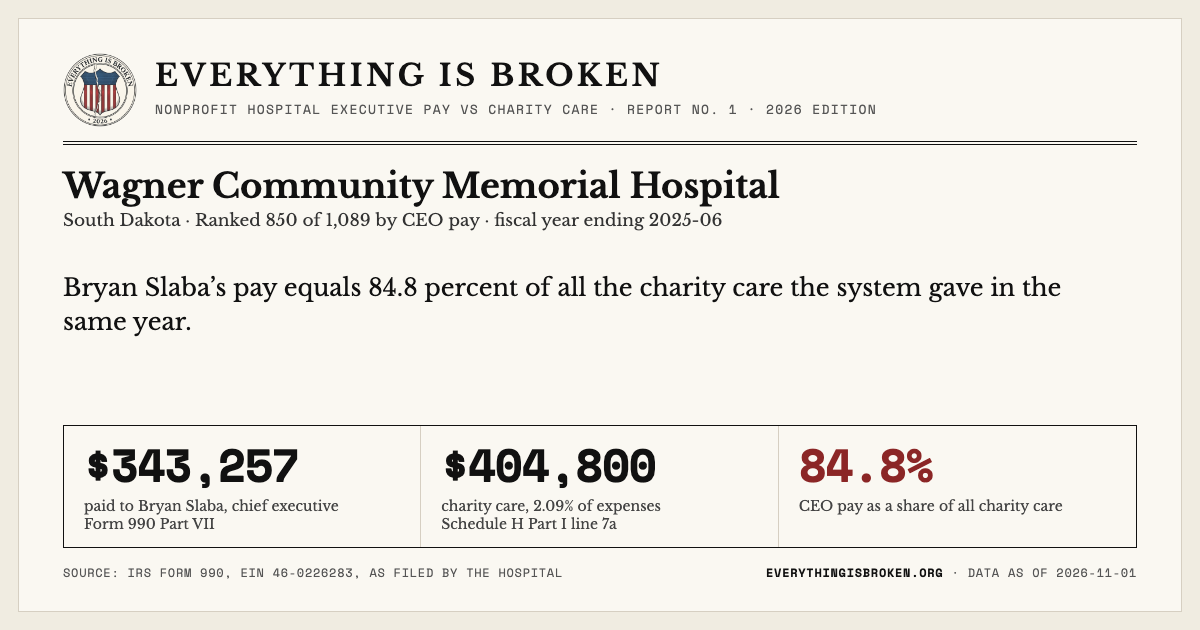 EVERYTHING IS BROKEN
· 2026 ·
EVERYTHING IS BROKEN
NONPROFIT HOSPITAL EXECUTIVE PAY VS CHARITY CARE · REPORT NO. 1 · 2026 EDITION
Wagner Community Memorial Hospital
South Dakota · Ranked 850 of 1,089 by CEO pay · fiscal year ending 2025-06
Bryan Slaba’s pay equals 84.8 percent of all the charity care the system gave in the
same year.
$343,257
paid to Bryan Slaba, chief executive
Form 990 Part VII
$404,800
charity care, 2.09% of expenses
Schedule H Part I line 7a
84.8%
CEO pay as a share of all charity care
SOURCE: IRS FORM 990, EIN 46-0226283, AS FILED BY THE HOSPITAL
EVERYTHINGISBROKEN.ORG · DATA AS OF 2026-11-01